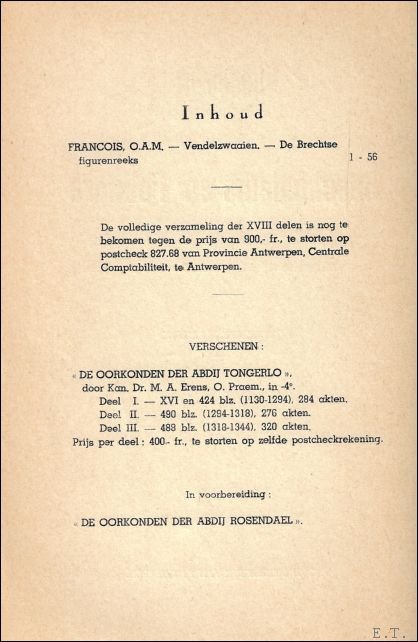 Inhoud
FRANCOIS, O.A.M. — Vendelzwaaien. — De Brechtse
figurenreeks 1 - 56
De volledige verzameling der XVIII delen is nog te
bekomen tegen de prijs van 900,- fr., te storten op
postcheck 827.68 van Provincie Antwerpen, Centrale
Comptabiliteit, te Antwerpen.
VERSCHENEN :
« DE OORKONDEN DER ABDIJ TONGERLO »,
door Kan. Dr. M. A. Erens, O. Praem., in -4°.
Deel I. — XVI en 424 blz. (1130-1294), 284 akten.
Deel II. — 490 blz. (1294-1318), 276 akten.
Deel III. — 488 blz. (1318-1344), 320 akten.
Prijs per deel : 400,- fr., te storten op zelfde postcheckrekening.
In voorbereiding :
« DE OORKONDEN DER ABDIJ ROSENDAEL ».
E.T.